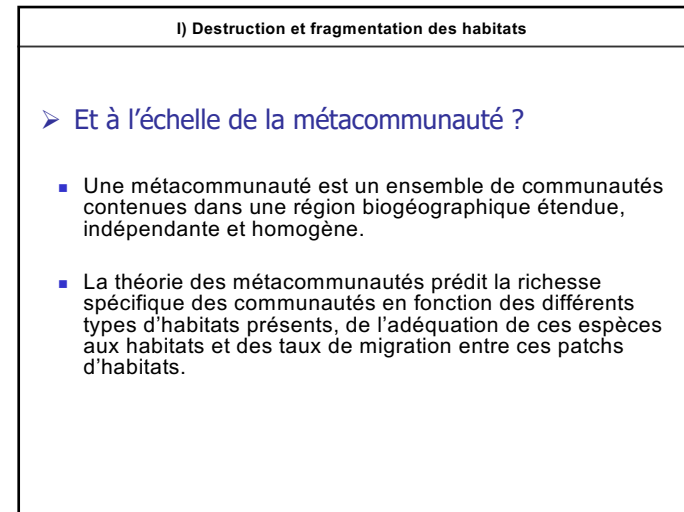 I) Destruction et fragmentation des habitats
➢ Et à l’échelle de la métacommunauté ?
▪ Une métacommunauté est un ensemble de communautés
contenues dans une région biogéographique étendue,
indépendante et homogène.
▪ La théorie des métacommunautés prédit la richesse
spécifique des communautés en fonction des différents
types d’habitats présents, de l’adéquation de ces espèces
aux habitats et des taux de migration entre ces patchs
d’habitats.